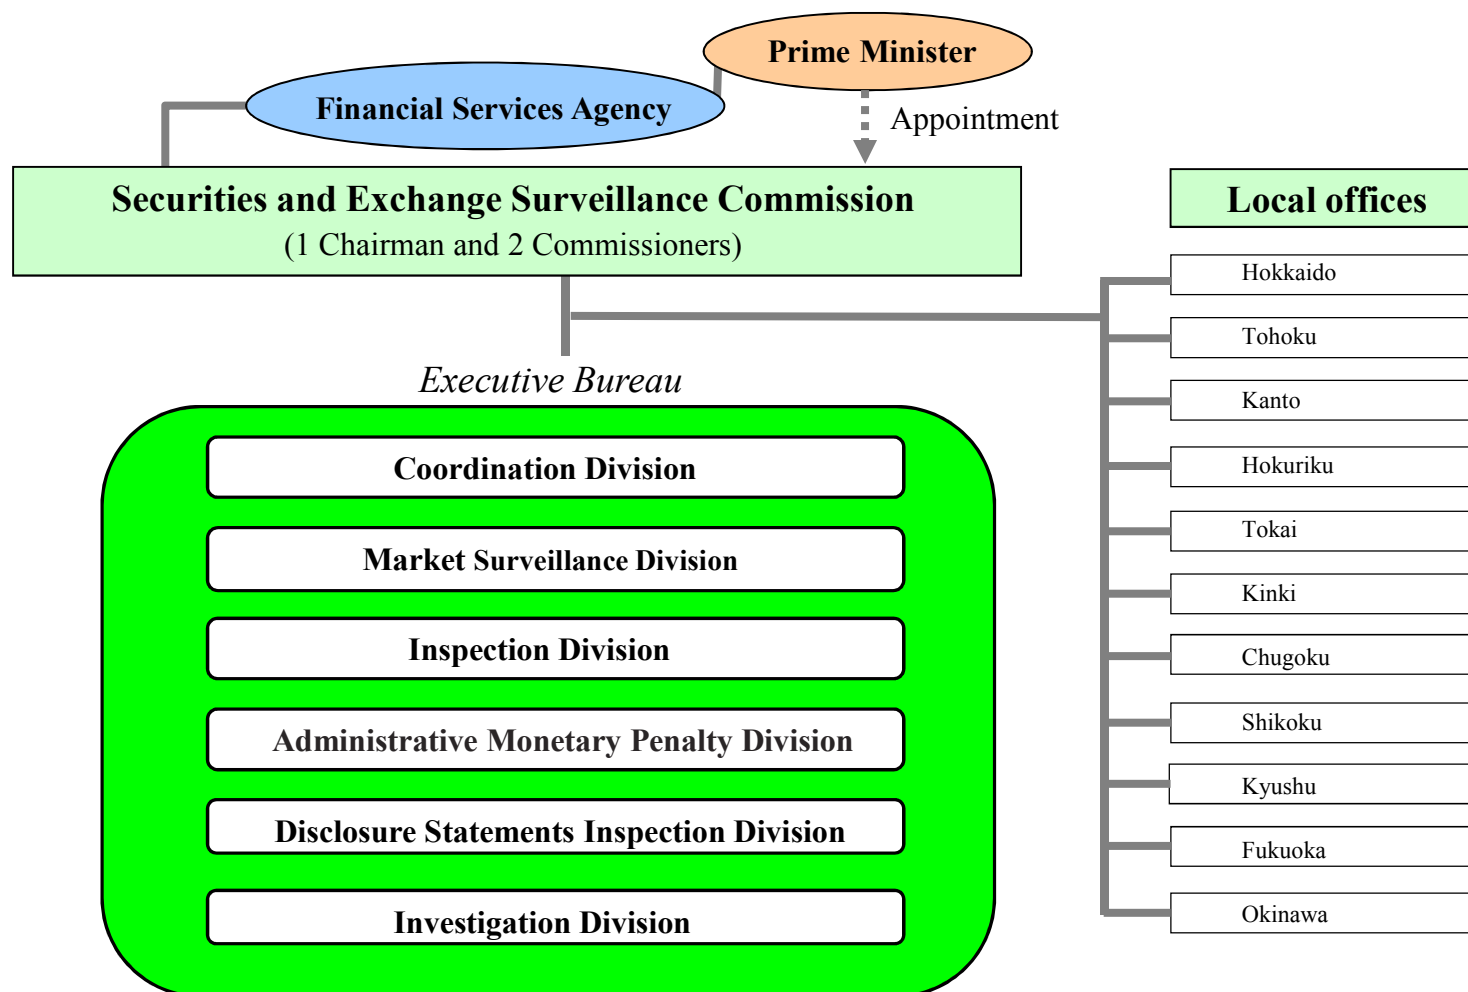 Prime Minister
Financial Services Agency
Appointment
Securities and Exchange Surveillance Commission
(1 Chairman and 2 Commissioners)
Executive Bureau
Coordination Division
Market Surveillance Division
Inspection Division
Administrative Monetary Penalty Division
Disclosure Statements Inspection Division
Investigation Division
Local offices
Hokkaido
Tohoku
Kanto
Hokuriku
Tokai
Kinki
Chugoku
Shikoku
Kyushu
Fukuoka
Okinawa